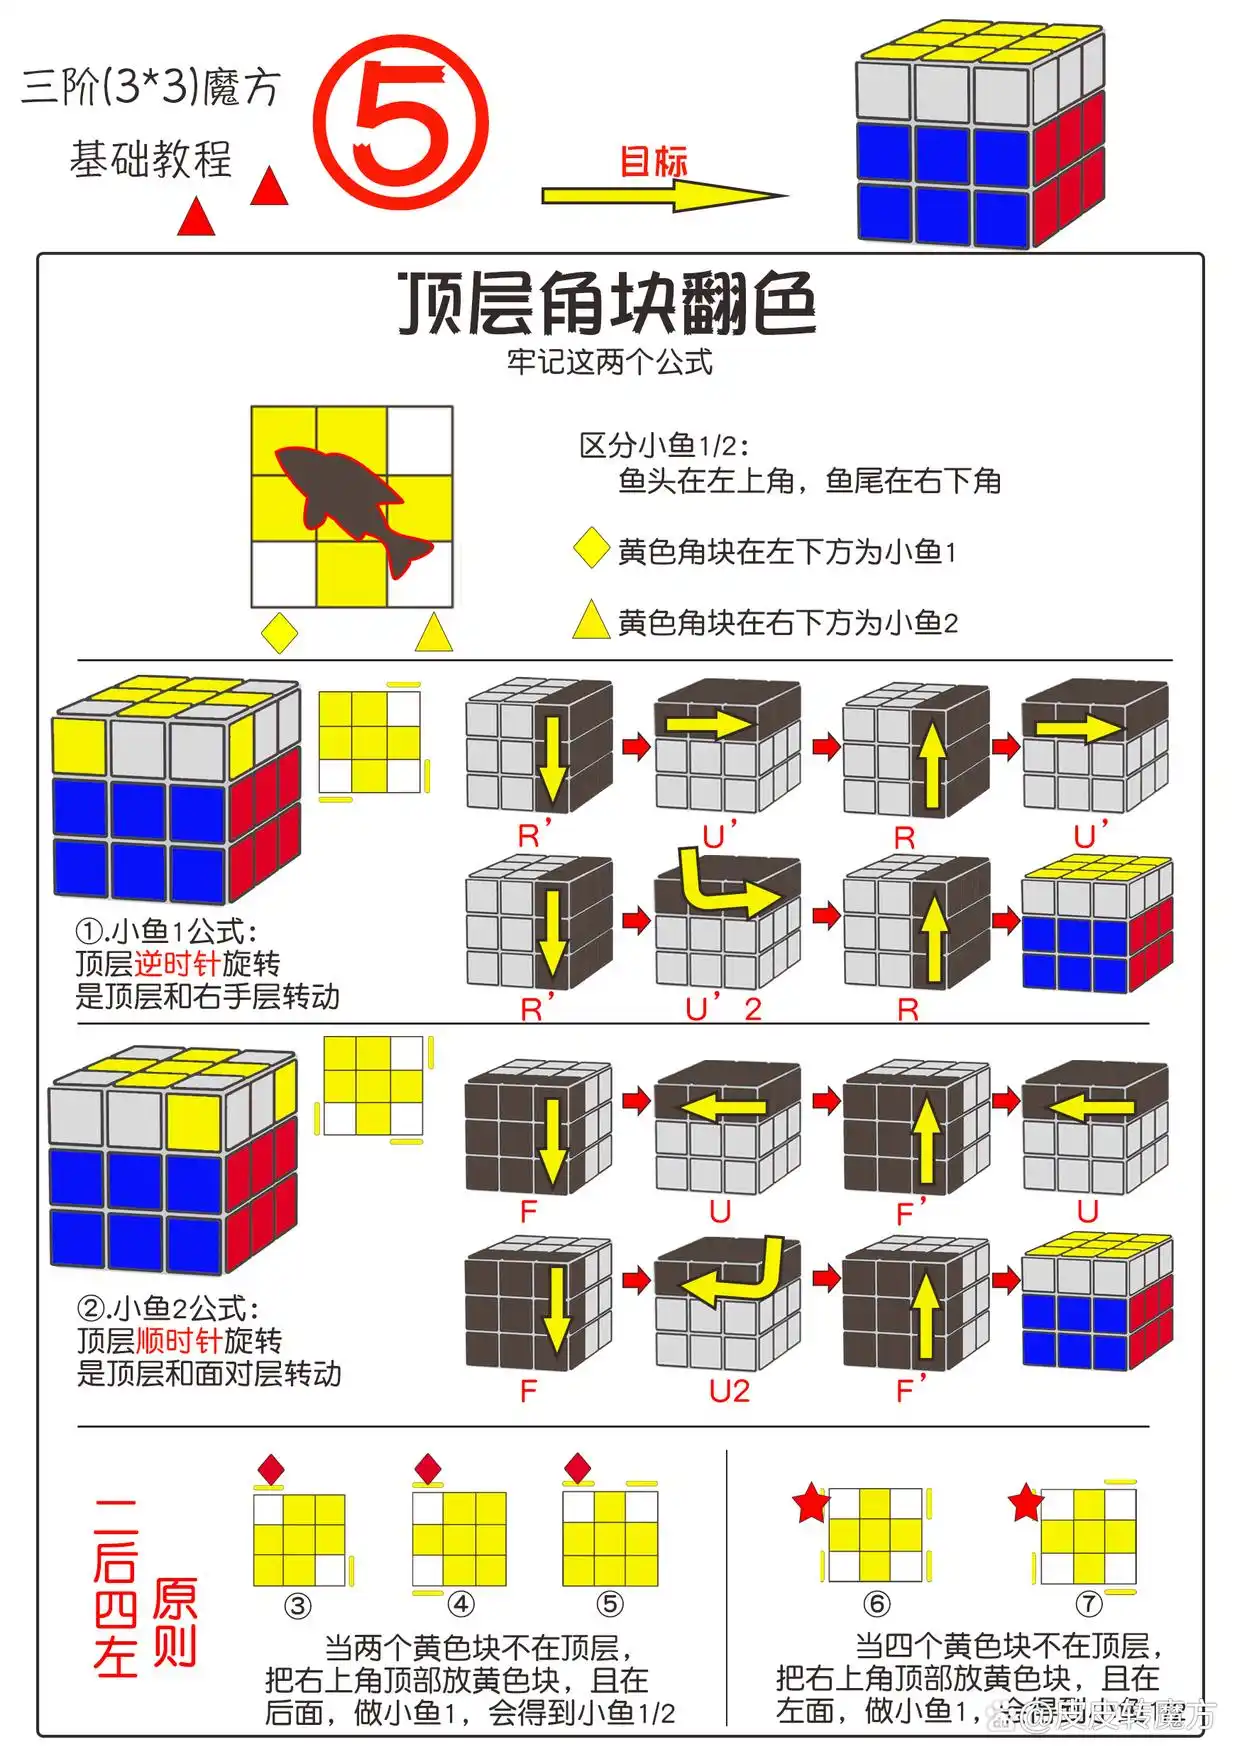 三阶(3*3)魔方
基础教程
5
目标
顶层角块翻色
牢记这两个公式
区分小鱼1/2：
鱼头在左上角，鱼尾在右下角
黄色角块在左下方为小鱼1
黄色角块在右下方为小鱼2
R’ U’ R U’
R’ U’2 R
①.小鱼1公式：
顶层逆时针旋转
是顶层和右手层转动
F U F’ U
F U2 F’
②.小鱼2公式：
顶层顺时针旋转
是顶层和面对层转动
二后四左
原则
③ ④ ⑤
当两个黄色块不在顶层，
把右上角顶部放黄色块，且在
后面，做小鱼1，会得到小鱼1/2
⑥ ⑦
当四个黄色块不在顶层，
把右上角顶部放黄色块，且在
左面，做小鱼1，会得到小鱼1/2
@皮皮转魔方